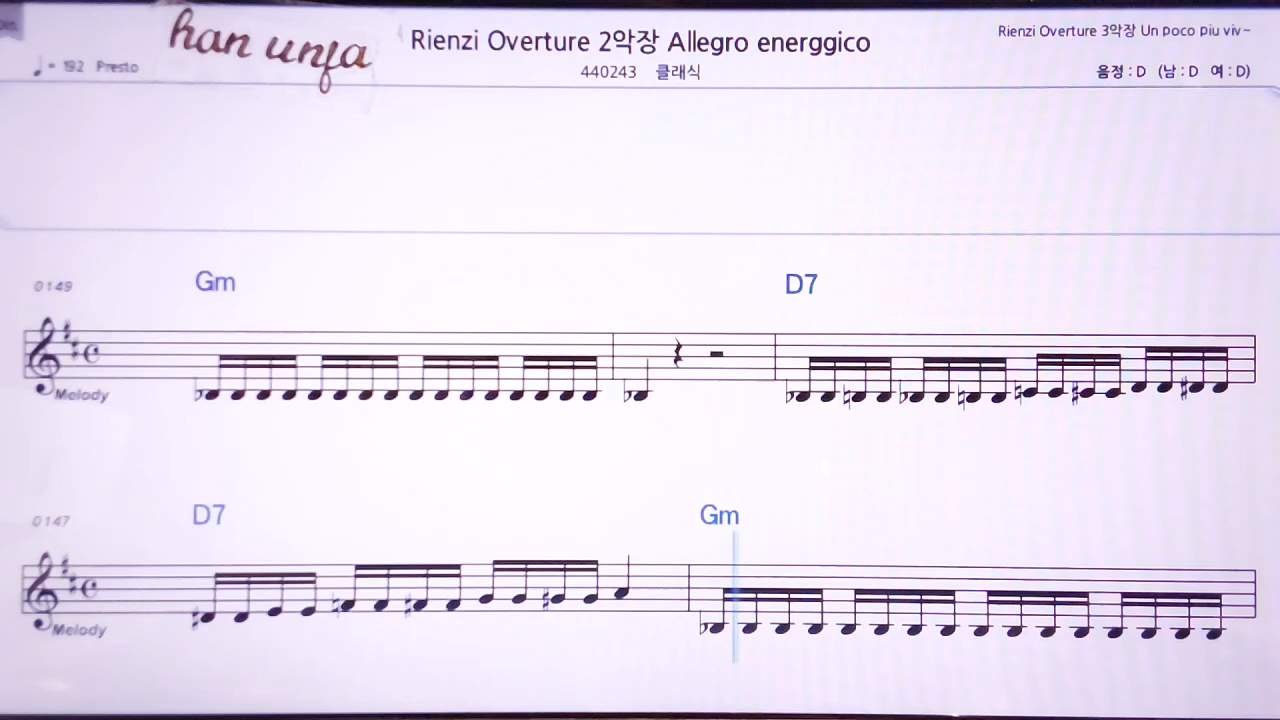 han unfa
Rienzi Overture 2악장 Allegro energgico
Rienzi Overture 3악장 Un poco piu viv~
♩= 192 Presto
440243 클래식
음정 : D (남 : D 여 : D)
0149
Gm
D7
Melody
0147
D7
Gm
Melody